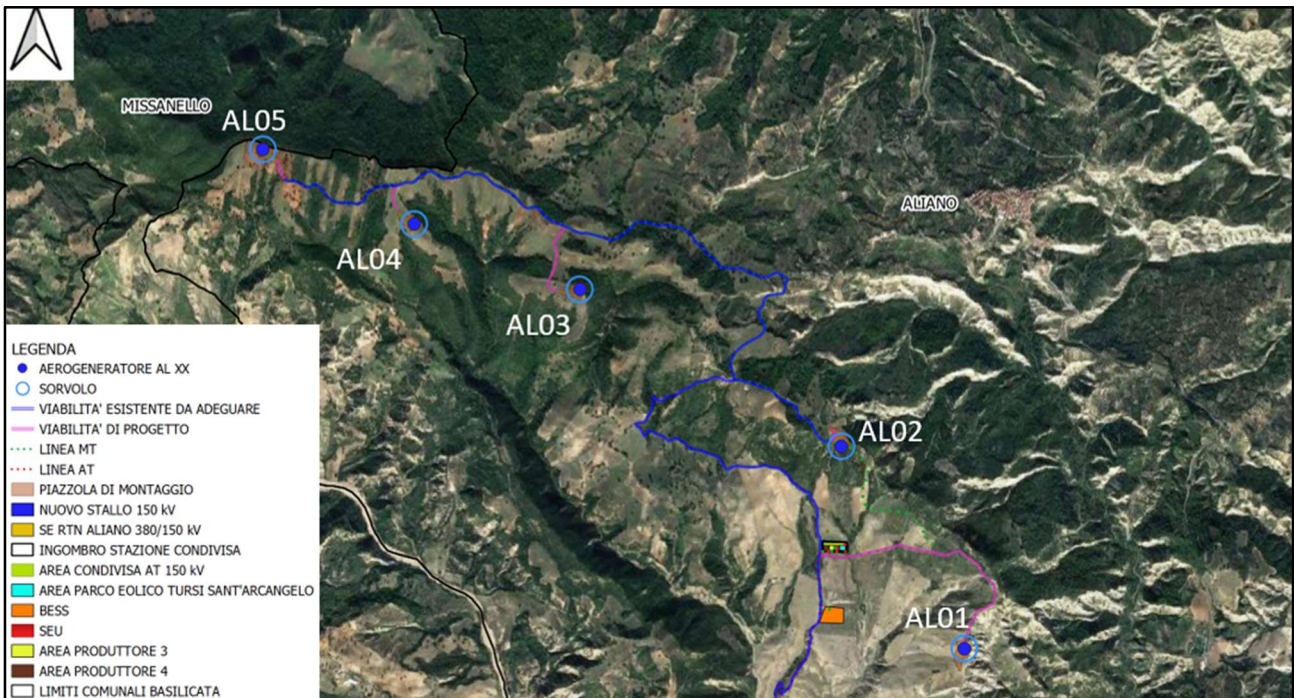 MISSANELLO
AL05
ALIANO
AL04
AL03
AL02
AL01
LEGENDA
AEROGENERATORE AL XX
SORVOLO
VIABILITA' ESISTENTE DA ADEGUARE
VIABILITA' DI PROGETTO
LINEA MT
LINEA AT
PIAZZOLA DI MONTAGGIO
NUOVO STALLO 150 kV
SE RTN ALIANO 380/150 kV
INGOMBRO STAZIONE CONDIVISA
AREA CONDIVISA AT 150 kV
AREA PARCO EOLICO TURSI SANT'ARCANGELO
BESS
SEU
AREA PRODUTTORE 3
AREA PRODUTTORE 4
LIMITI COMUNALI BASILICATA